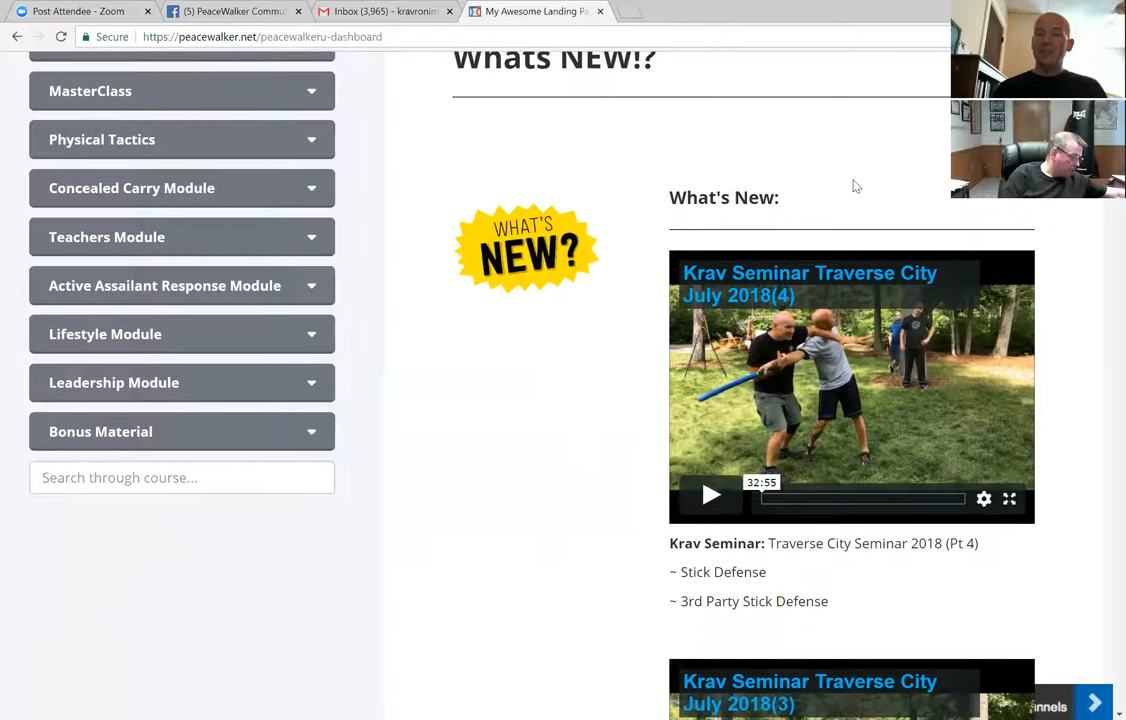 Post Attendee - Zoom
(5) PeaceWalker Commu
Inbox (3,965) - kravronin
My Awesome Landing Pa
Secure
https://peacewalker.net/peacewalkeru-dashboard
Whats NEW!?
MasterClass
Physical Tactics
Concealed Carry Module
Teachers Module
Active Assailant Response Module
Lifestyle Module
Leadership Module
Bonus Material
Search through course...
WHAT'S
NEW?
What's New:
Krav Seminar Traverse City
July 2018(4)
32:55
Krav Seminar: Traverse City Seminar 2018 (Pt 4)
~ Stick Defense
~ 3rd Party Stick Defense
Krav Seminar Traverse City
July 2018(3)
nnels